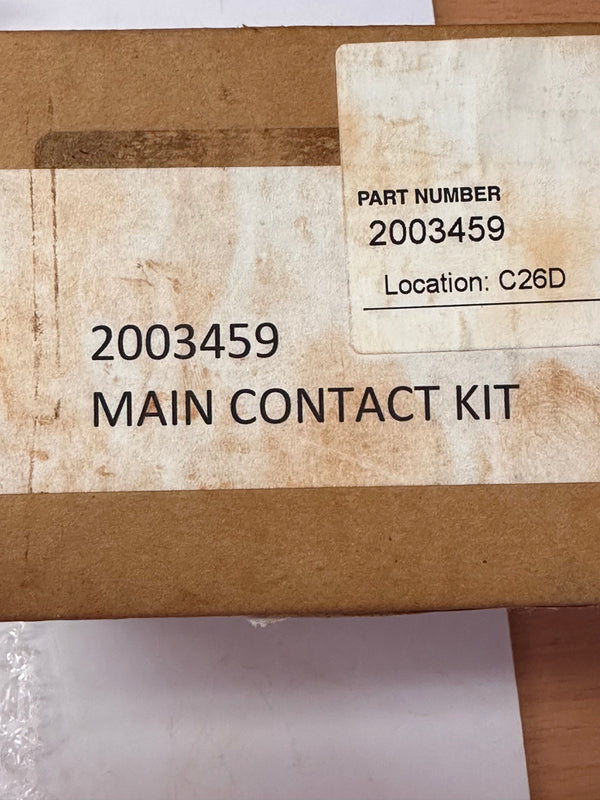 PART NUMBER
2003459
Location: C26D
2003459
MAIN CONTACT KIT